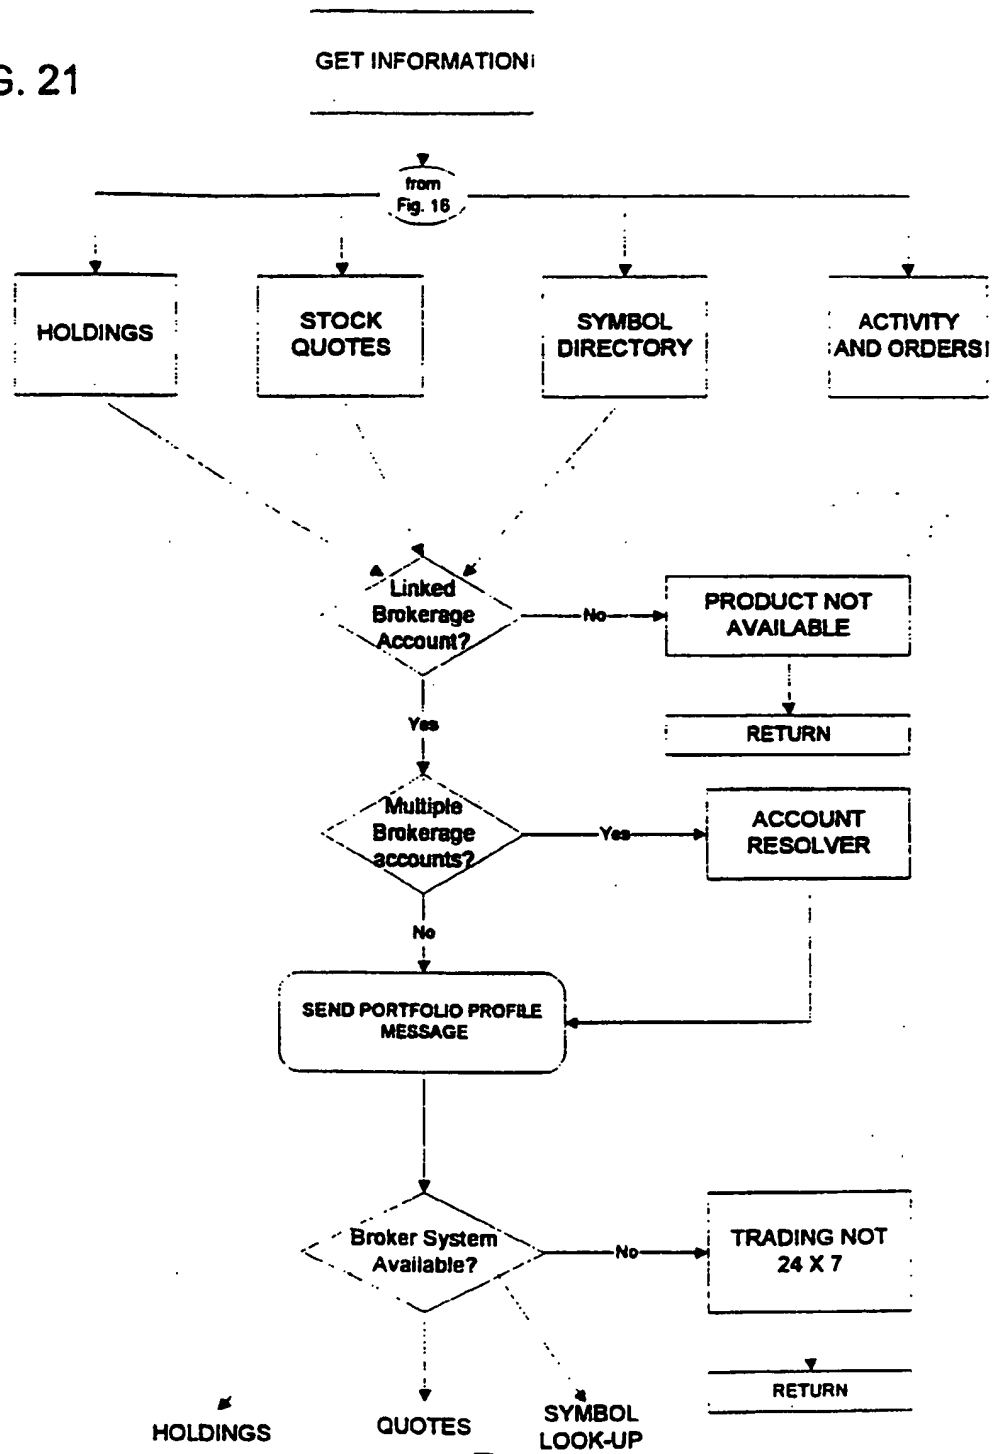 G. 21
GET INFORMATION
from
Fig. 16
HOLDINGS
STOCK
QUOTES
SYMBOL
DIRECTORY
ACTIVITY
AND ORDERS
Linked
Brokerage
Account?
No
PRODUCT NOT
AVAILABLE
RETURN
Yes
Multiple
Brokerage
accounts?
Yes
ACCOUNT
RESOLVER
No
SEND PORTFOLIO PROFILE
MESSAGE
Broker System
Available?
No
TRADING NOT
24 X 7
RETURN
HOLDINGS
QUOTES
SYMBOL
LOOK-UP